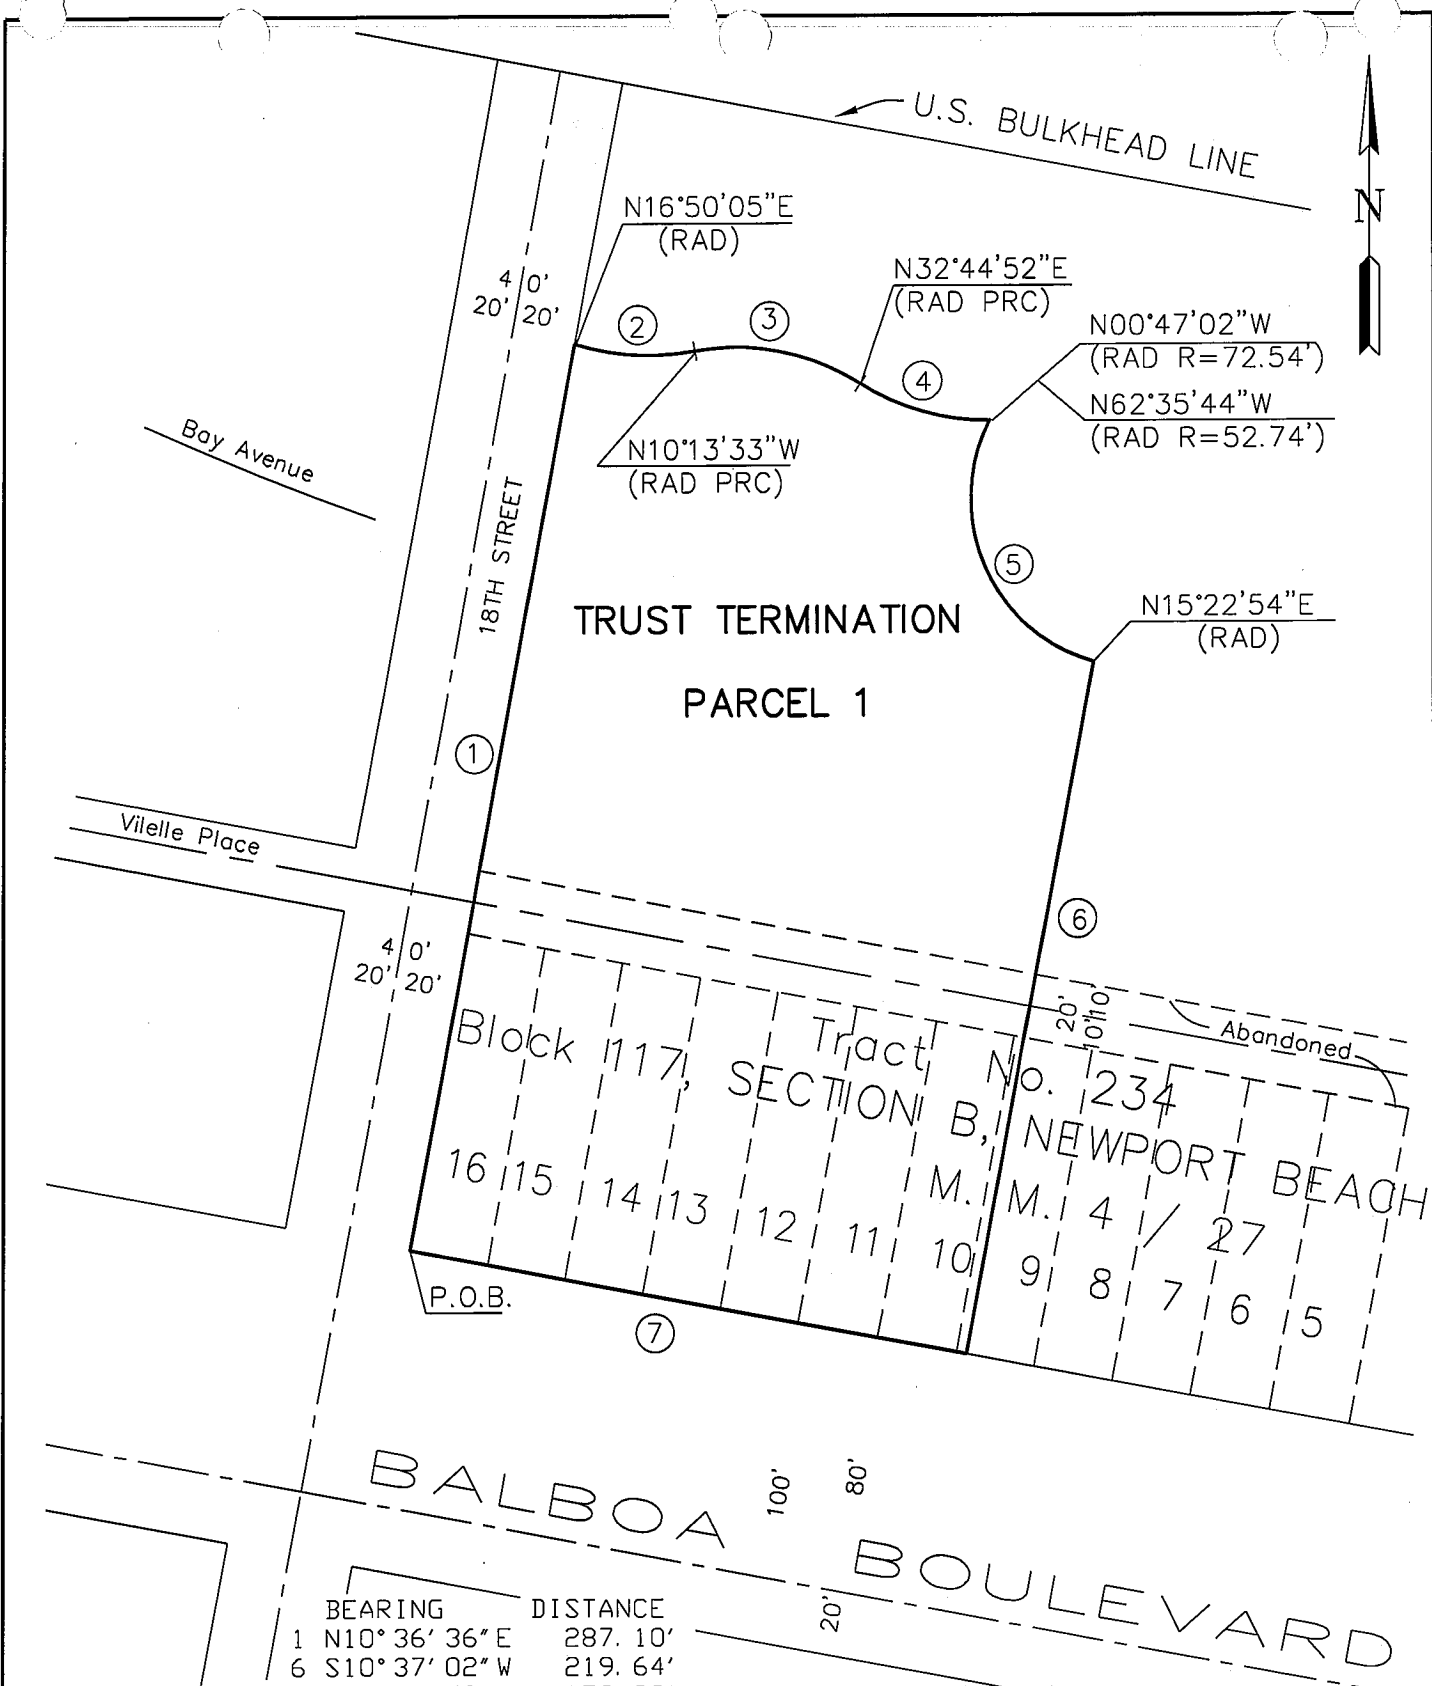 U.S. BULKHEAD LINE
N
N16°50'05"E
(RAD)
N32°44'52"E
(RAD PRC)
4 0'
20' 20'
2
3
N00°47'02"W
(RAD R=72.54')
4
N62°35'44"W
(RAD R=52.74')
Bay Avenue
N10°13'33"W
(RAD PRC)
18TH STREET
5
N15°22'54"E
(RAD)
TRUST TERMINATION
PARCEL 1
1
Vilelle Place
6
4 0'
20' 20'
20'
10'
Abandoned
Block 117, Tract No. 234
SECTION B, NEWPORT BEACH
M. M. 4 / 27
16 15 14 13 12 11 10 9 8 7 6 5
P.O.B.
7
BALBOA BOULEVARD
100'
80'
20'
BEARING DISTANCE
1 N10°36'36"E 287.10'
6 S10°37'02"W 219.64'